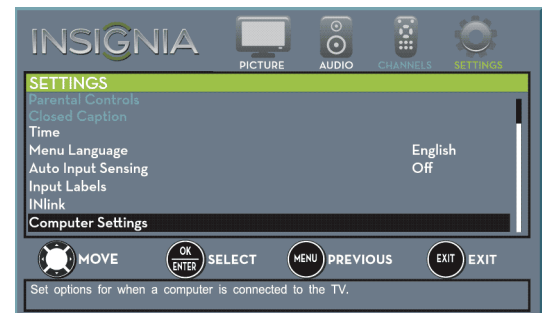 INSIGNIA
PICTURE AUDIO CHANNELS SETTINGS
SETTINGS
Parental Controls
Closed Caption
Time
Menu Language English
Auto Input Sensing Off
Input Labels
INlink
Computer Settings
MOVE OK ENTER SELECT MENU PREVIOUS EXIT EXIT
Set options for when a computer is connected to the TV.